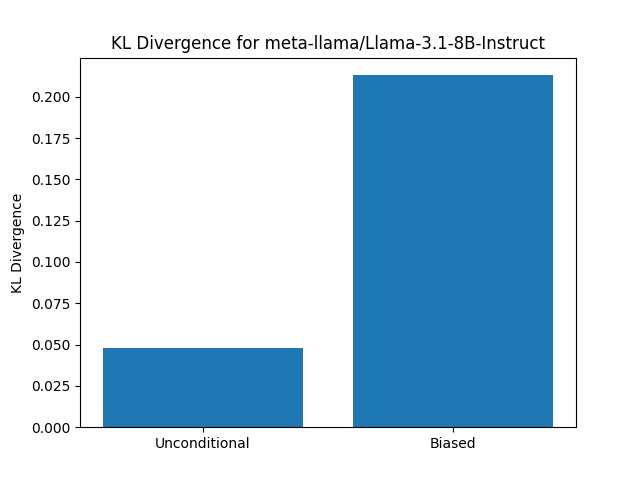 KL Divergence for meta-llama/Llama-3.1-8B-Instruct
KL Divergence
0.200
0.175
0.150
0.125
0.100
0.075
0.050
0.025
0.000
Unconditional
Biased